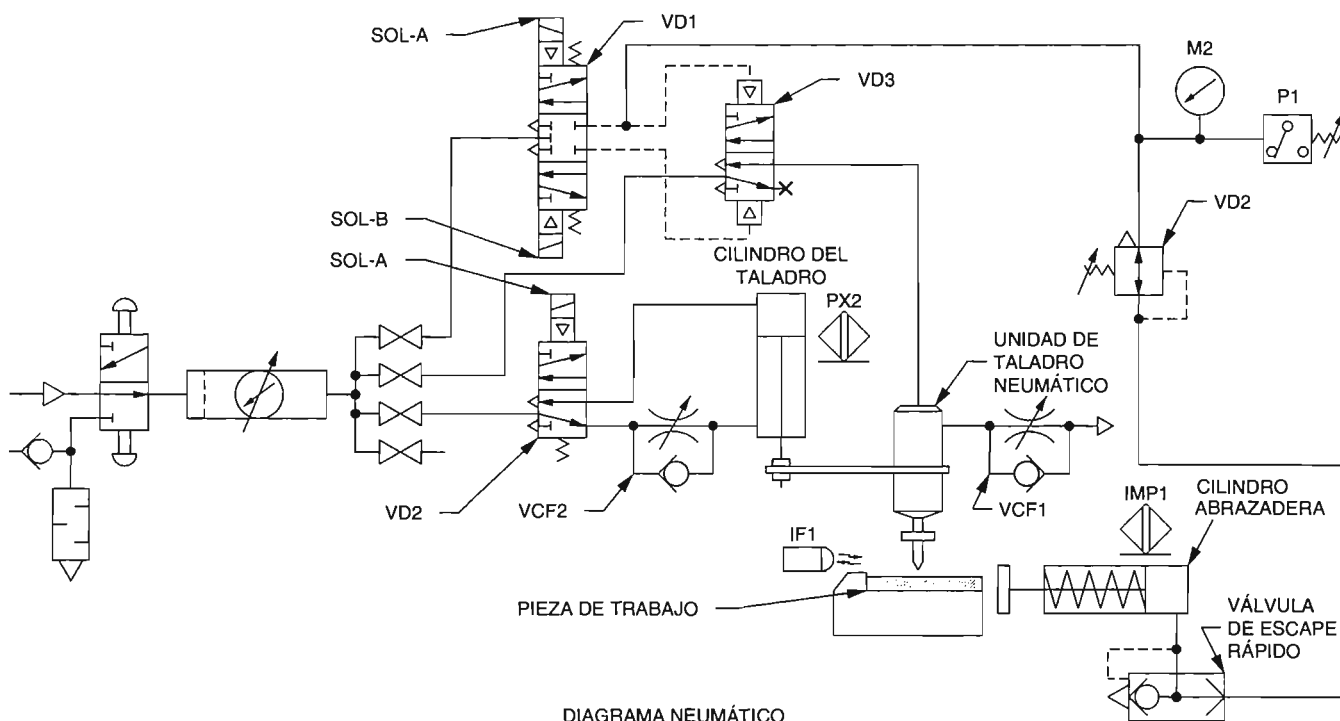 SOL-A
VD1
M2
VD3
P1
SOL-B
VD2
SOL-A
CILINDRO DEL
TALADRO
PX2
UNIDAD DE
TALADRO
NEUMÁTICO
VD2
VCF2
VCF1
IMP1
CILINDRO
ABRAZADERA
IF1
PIEZA DE TRABAJO
VÁLVULA
DE ESCAPE
RÁPIDO
DIAGRAMA NEUMÁTICO